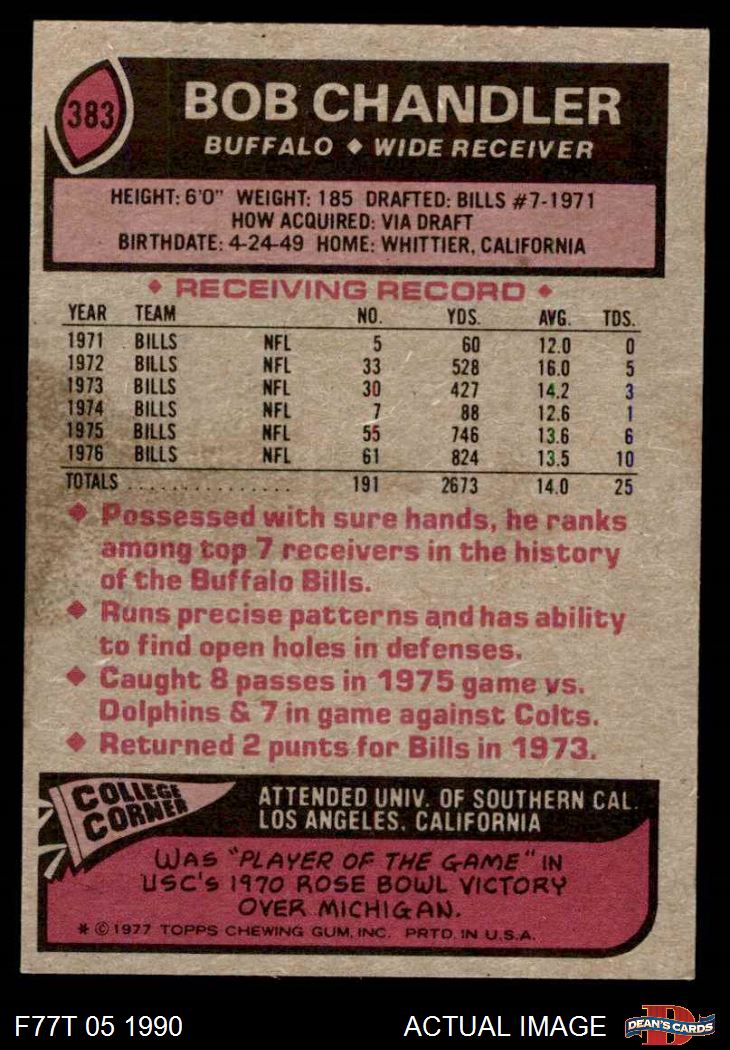 383
BOB CHANDLER
BUFFALO ◆ WIDE RECEIVER
HEIGHT: 6'0" WEIGHT: 185 DRAFTED: BILLS #7-1971
HOW ACQUIRED: VIA DRAFT
BIRTHDATE: 4-24-49 HOME: WHITTIER, CALIFORNIA
◆ RECEIVING RECORD ◆
YEAR TEAM NO. YDS. AVG. TDS.
1971 BILLS NFL 5 60 12.0 0
1972 BILLS NFL 33 528 16.0 5
1973 BILLS NFL 30 427 14.2 3
1974 BILLS NFL 7 88 12.6 1
1975 BILLS NFL 55 746 13.6 6
1976 BILLS NFL 61 824 13.5 10
TOTALS ................ 191 2673 14.0 25
◆ Possessed with sure hands, he ranks
among top 7 receivers in the history
of the Buffalo Bills.
◆ Runs precise patterns and has ability
to find open holes in defenses.
◆ Caught 8 passes in 1975 game vs.
Dolphins & 7 in game against Colts.
◆ Returned 2 punts for Bills in 1973.
COLLEGE
CORNER
ATTENDED UNIV. OF SOUTHERN CAL.
LOS ANGELES, CALIFORNIA
WAS "PLAYER OF THE GAME" IN
USC'S 1970 ROSE BOWL VICTORY
OVER MICHIGAN.
* © 1977 TOPPS CHEWING GUM, INC. PRTD. IN U.S.A.
F77T 05 1990
ACTUAL IMAGE
D
DEAN'S CARDS